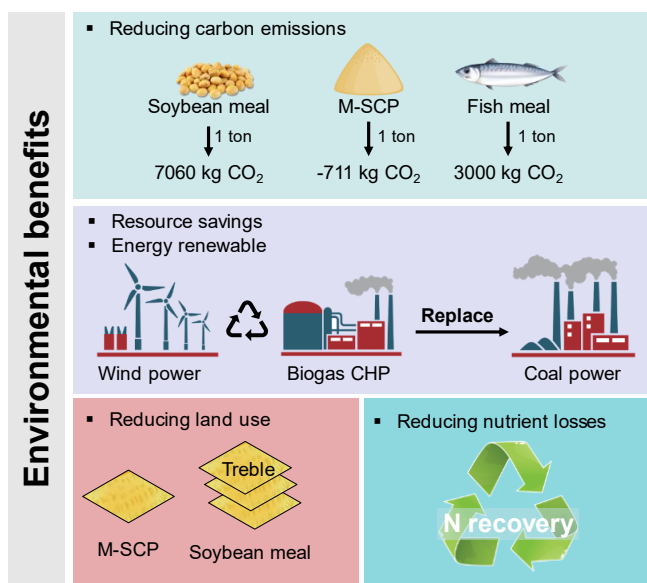 Environmental benefits
▪ Reducing carbon emissions
Soybean meal
M-SCP
Fish meal
1 ton
1 ton
1 ton
7060 kg CO₂
-711 kg CO₂
3000 kg CO₂
▪ Resource savings
▪ Energy renewable
Replace
Wind power
Biogas CHP
Coal power
▪ Reducing land use
Treble
M-SCP
Soybean meal
▪ Reducing nutrient losses
N recovery